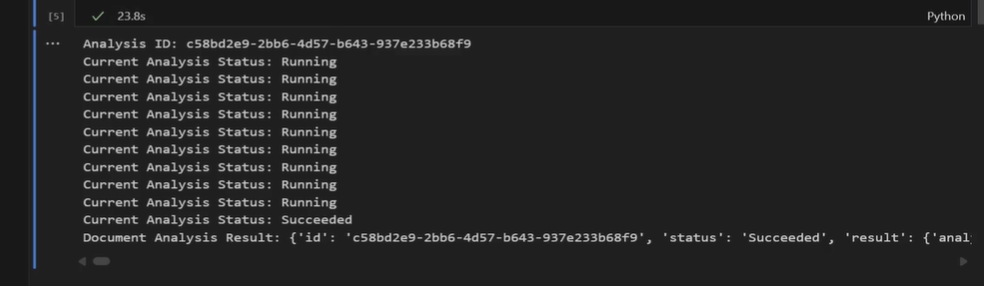 [5] 23.8s Python
Analysis ID: c58bd2e9-2bb6-4d57-b643-937e233b68f9
Current Analysis Status: Running
Current Analysis Status: Running
Current Analysis Status: Running
Current Analysis Status: Running
Current Analysis Status: Running
Current Analysis Status: Running
Current Analysis Status: Running
Current Analysis Status: Running
Current Analysis Status: Running
Current Analysis Status: Succeeded
Document Analysis Result: {'id': 'c58bd2e9-2bb6-4d57-b643-937e233b68f9', 'status': 'Succeeded', 'result': {'anal